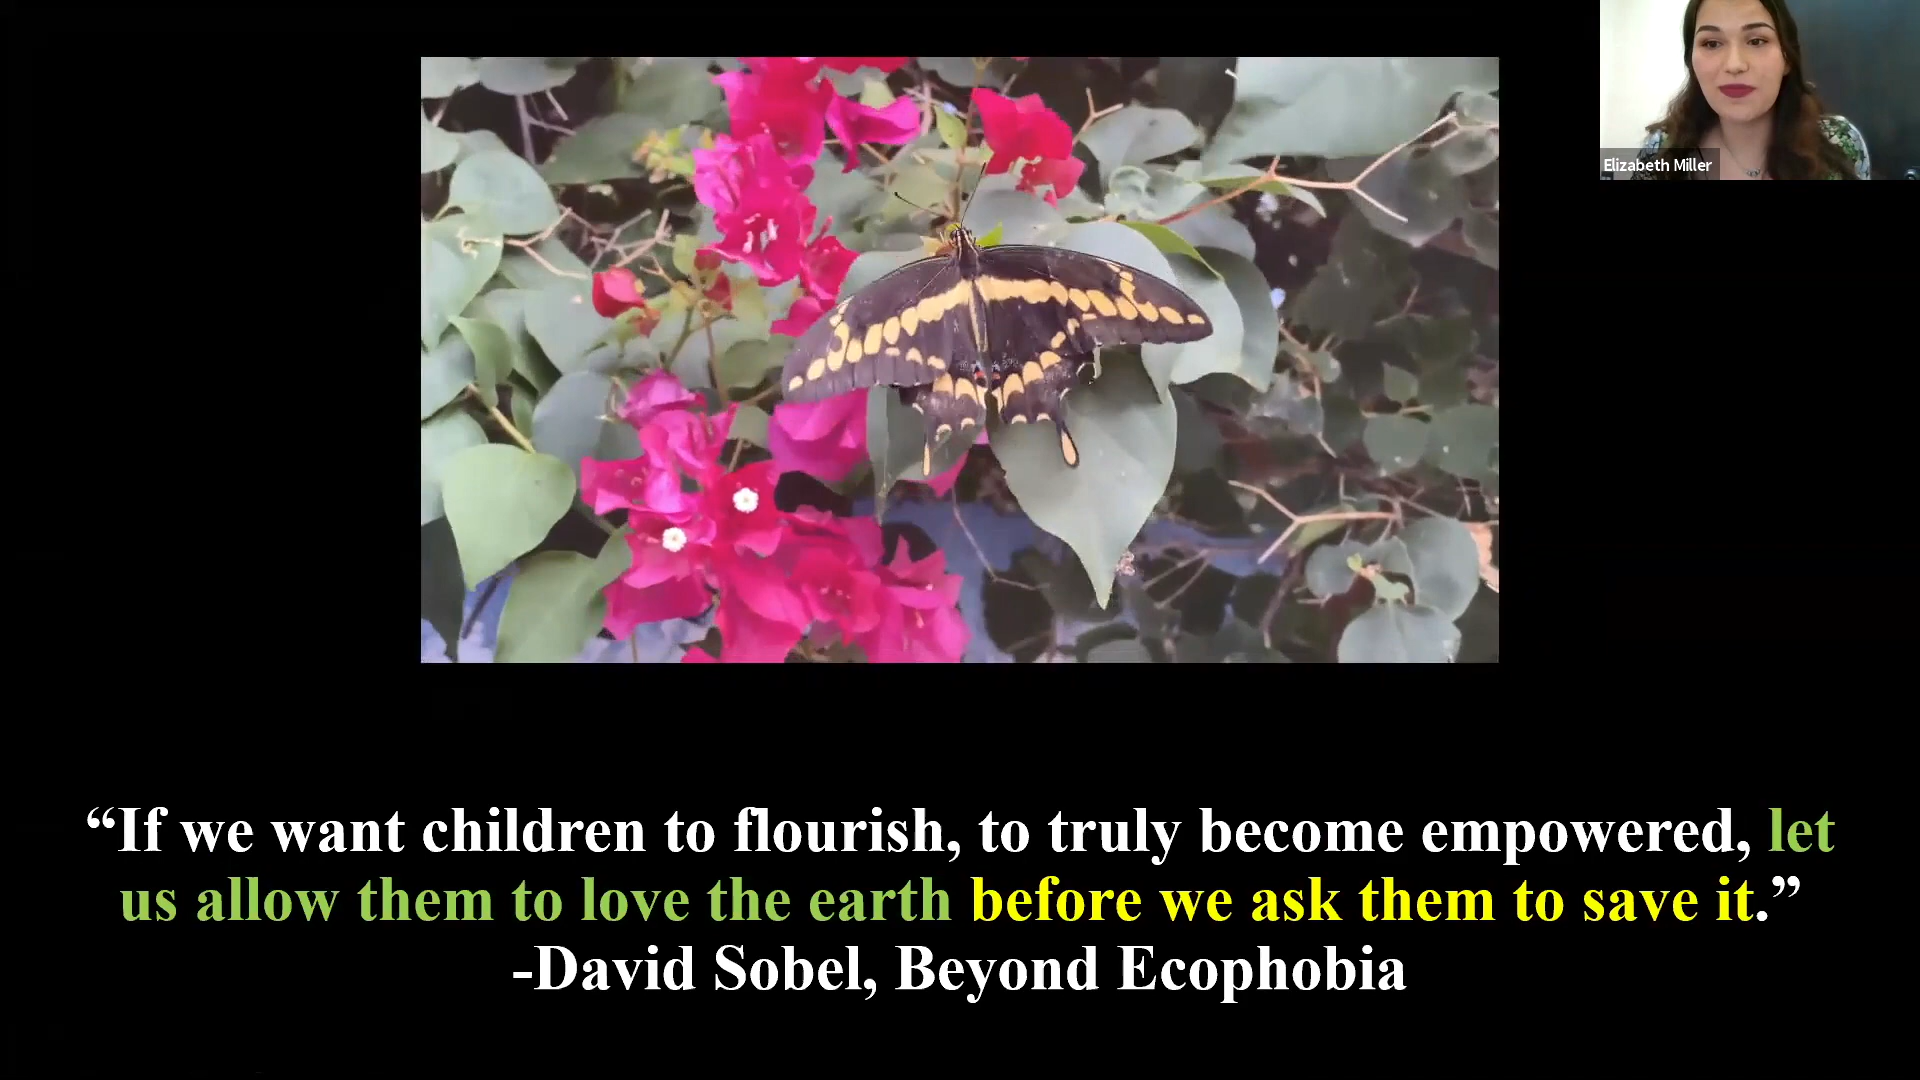 Elizabeth Miller
“If we want children to flourish, to truly become empowered, let
us allow them to love the earth before we ask them to save it.”
-David Sobel, Beyond Ecophobia